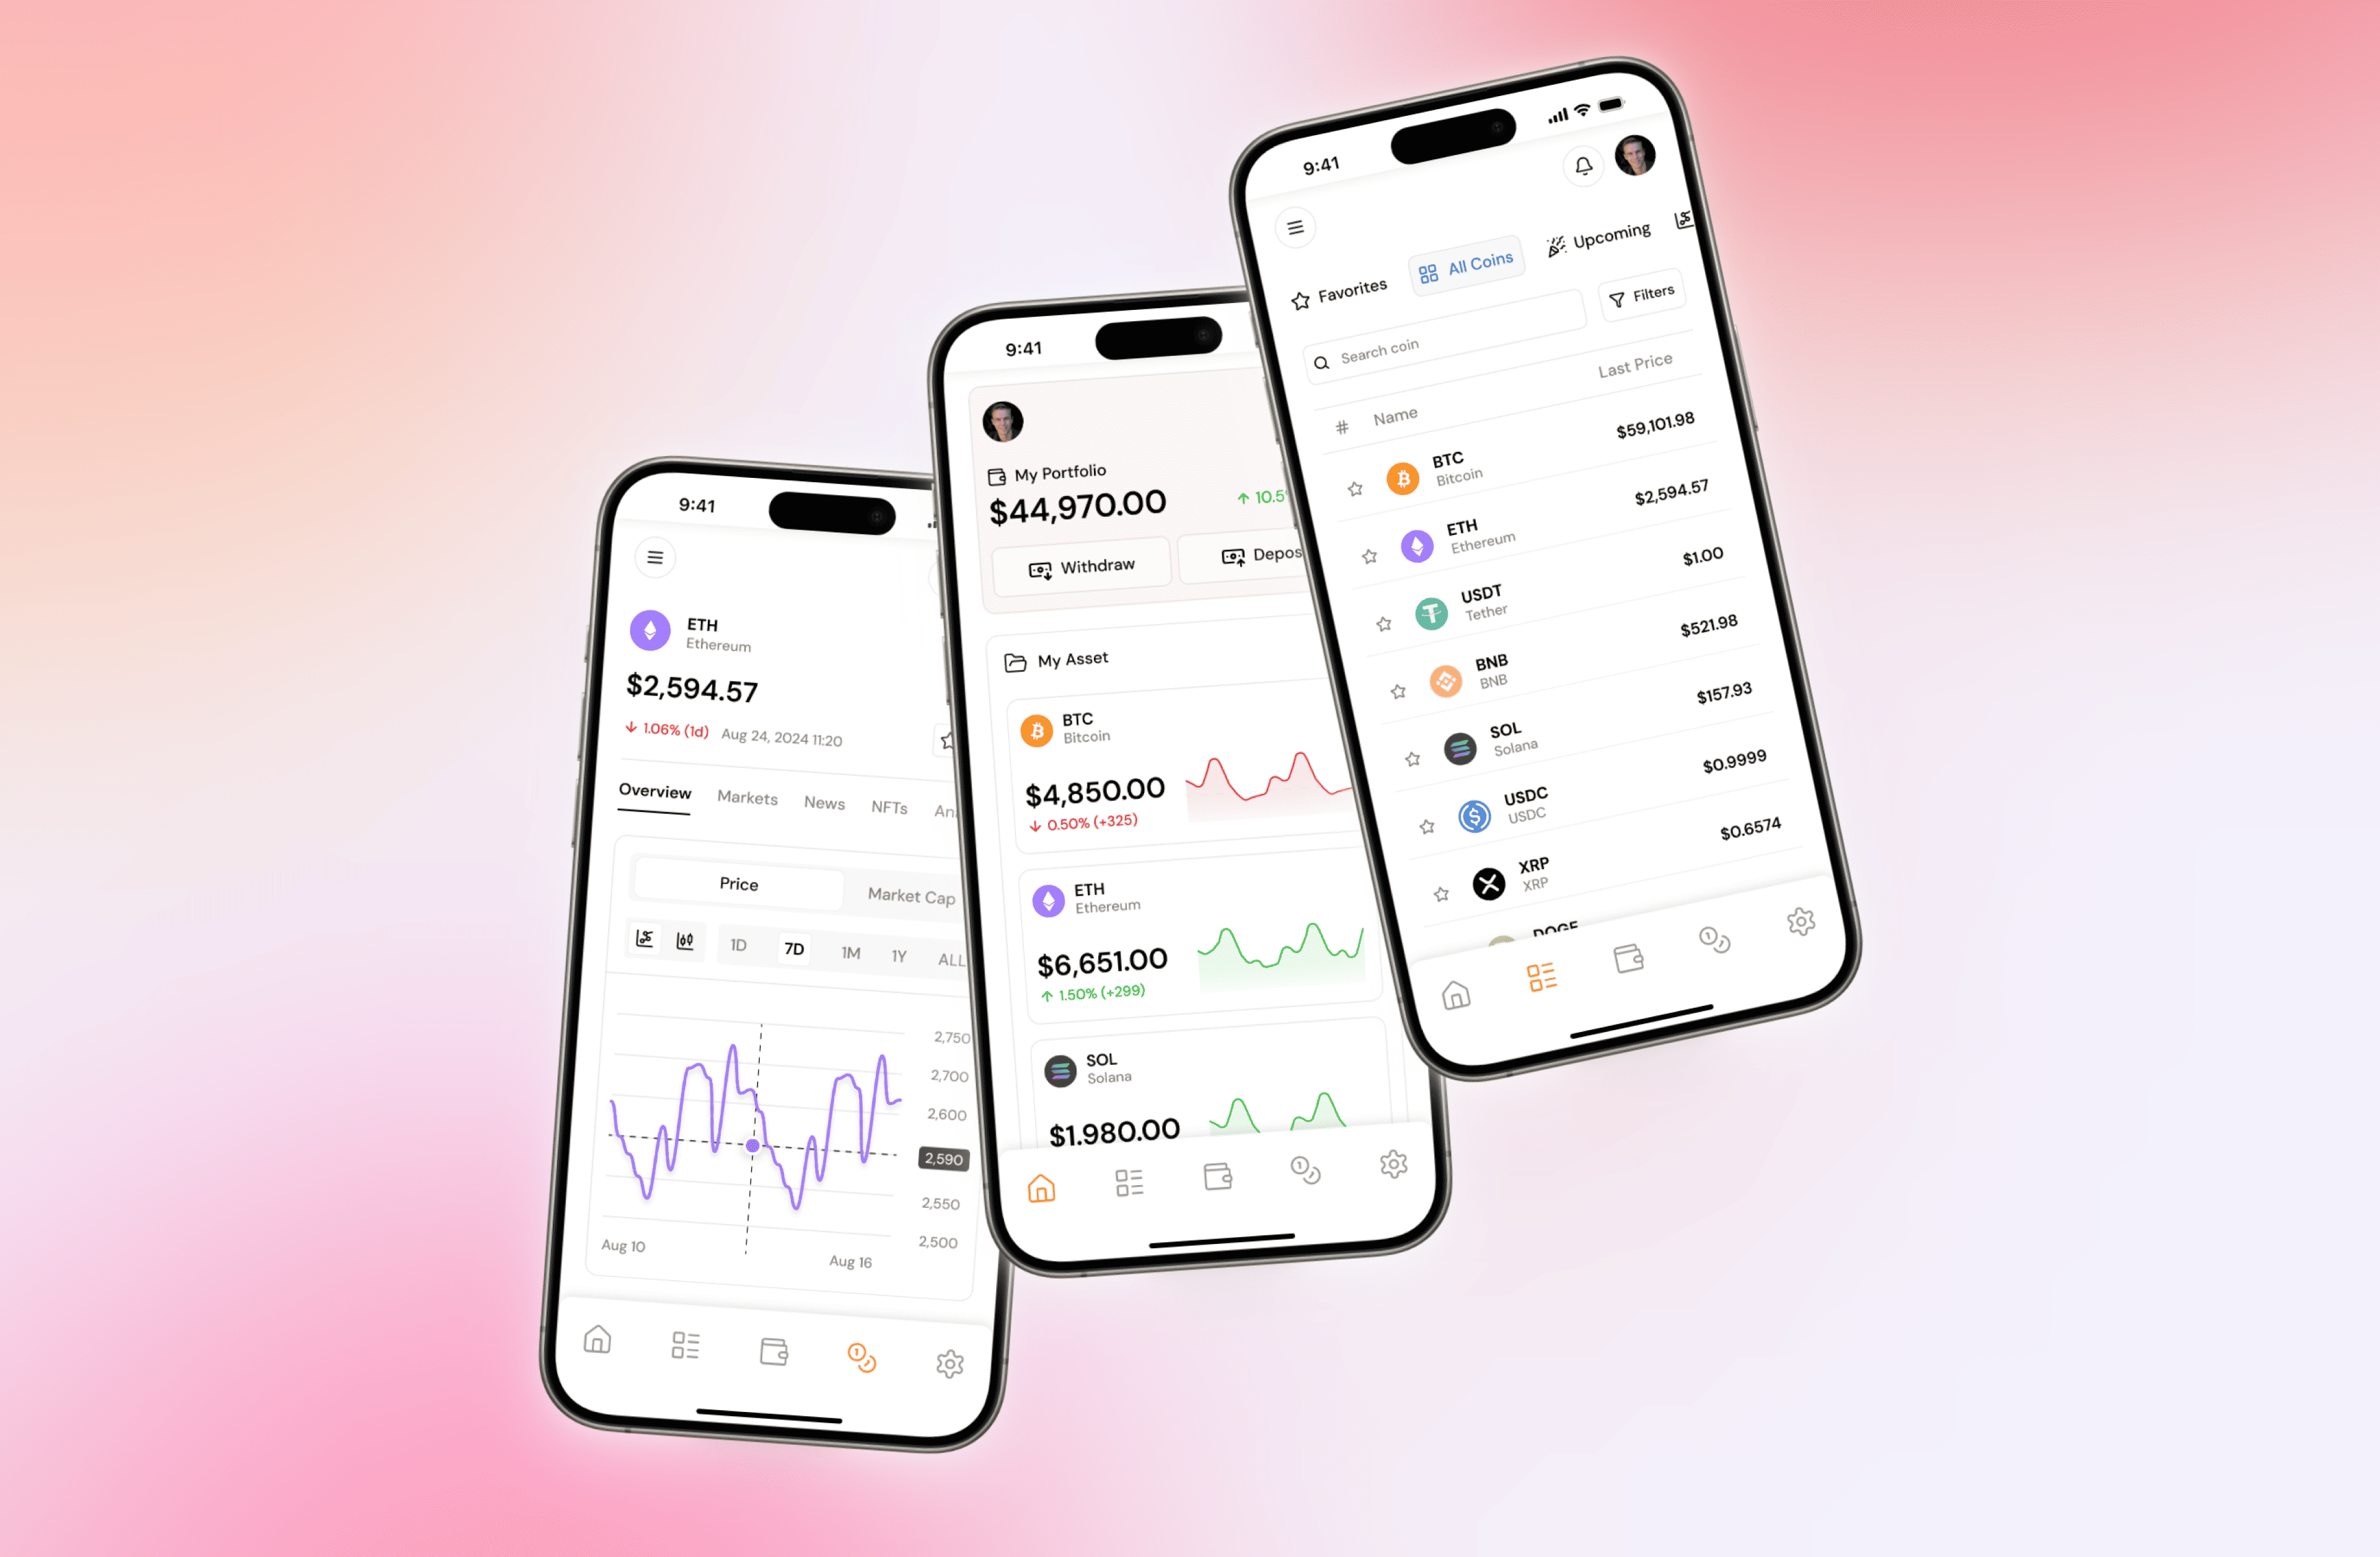 9:41
ETH
Ethereum
$2,594.57
1.06% (1d) Aug 24, 2024 11:20
Overview Markets News NFTs
Price Market Cap
1D 7D 1M 1Y ALL
2,750
2,700
2,600
2,590
2,550
2,500
Aug 10 Aug 16
9:41
My Portfolio
$44,970.00 10.5
Withdraw
My Asset
BTC
Bitcoin
$4,850.00
0.50% (+325)
ETH
Ethereum
$6,651.00
1.50% (+299)
SOL
Solana
$1.980.00
9:41
Favorites All Coins Upcoming
Search coin Filters
# Name Last Price
BTC
Bitcoin
$59,101.98
ETH
Ethereum
$2,594.57
USDT
Tether
$1.00
BNB
BNB
$521.98
SOL
Solana
$157.93
USDC
USDC
$0.9999
XRP
XRP
$0.6574
DOGE